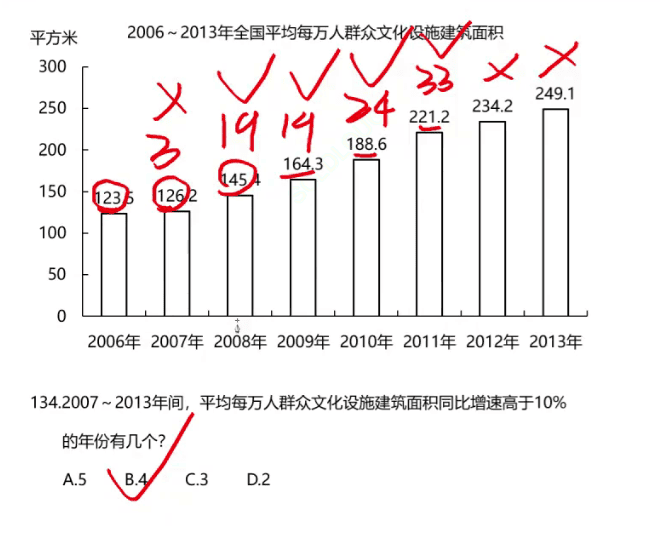 2006～2013年全国平均每万人群众文化设施建筑面积
平方米
300
250
200
150
100
50
0
3 19 19 24 33
123.5 126.2 145.4 164.3 188.6 221.2 234.2 249.1
2006年 2007年 2008年 2009年 2010年 2011年 2012年 2013年
134.2007～2013年间，平均每万人群众文化设施建筑面积同比增速高于10%
的年份有几个?
A.5 B.4 C.3 D.2